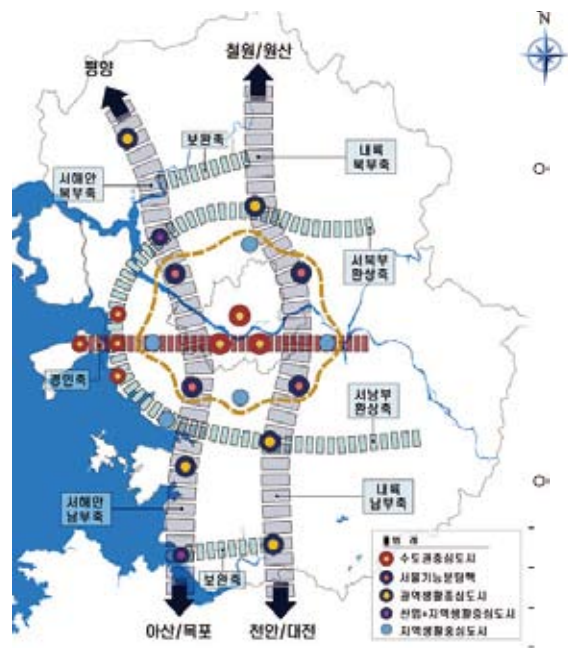 N
철원/원산
평양
보완축
내륙
북부축
서해안
북부축
서북부
환상축
경인축
서남부
환상축
서해안
남부축
내륙
남부축
보완축
범 례
수도권중심도시
서울기능분담핵
권역생활중심도시
산업+지역생활중심도시
지역생활중심도시
아산/목포
천안/대전